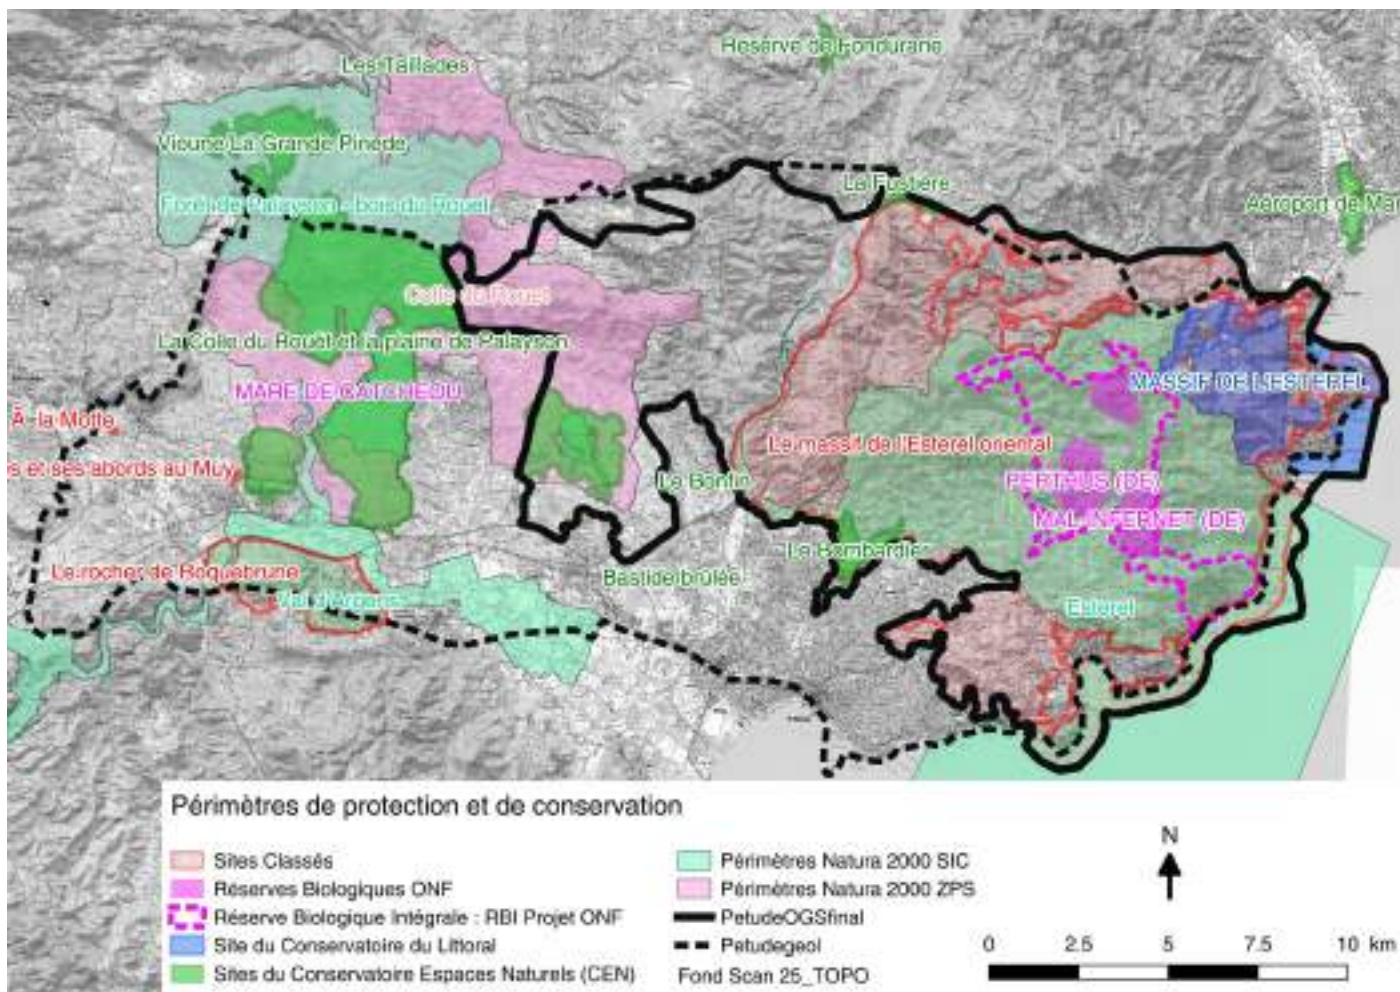 Réserve de Fondurane
Les Taillades
Vioune La Grande Pinède
La Fustière
Forêt de Palayson - bois du Rouet
Aéroport de Mar
Colle du Rouet
La Colle du Rouët et la plaine de Palayson
MARE DE CATCHEOU
MASSIF DE L'ESTEREL
À la Motte
Le massif de l'Esterel oriental
s et ses abords au Muy
Le Bonfin
PERTHUS (DE)
MAL-INFERNET (DE)
Le Bombardier
Le rocher de Roquebrune
Bastide brûlée
Val d'Argens
Esterel
Périmètres de protection et de conservation
Sites Classés
Réserves Biologiques ONF
Réserve Biologique Intégrale : RBI Projet ONF
Site du Conservatoire du Littoral
Sites du Conservatoire Espaces Naturels (CEN)
Périmètres Natura 2000 SIC
Périmètres Natura 2000 ZPS
PetudeOGSfinal
Petudegeol
Fond Scan 25_TOPO
N
0 2.5 5 7.5 10 km